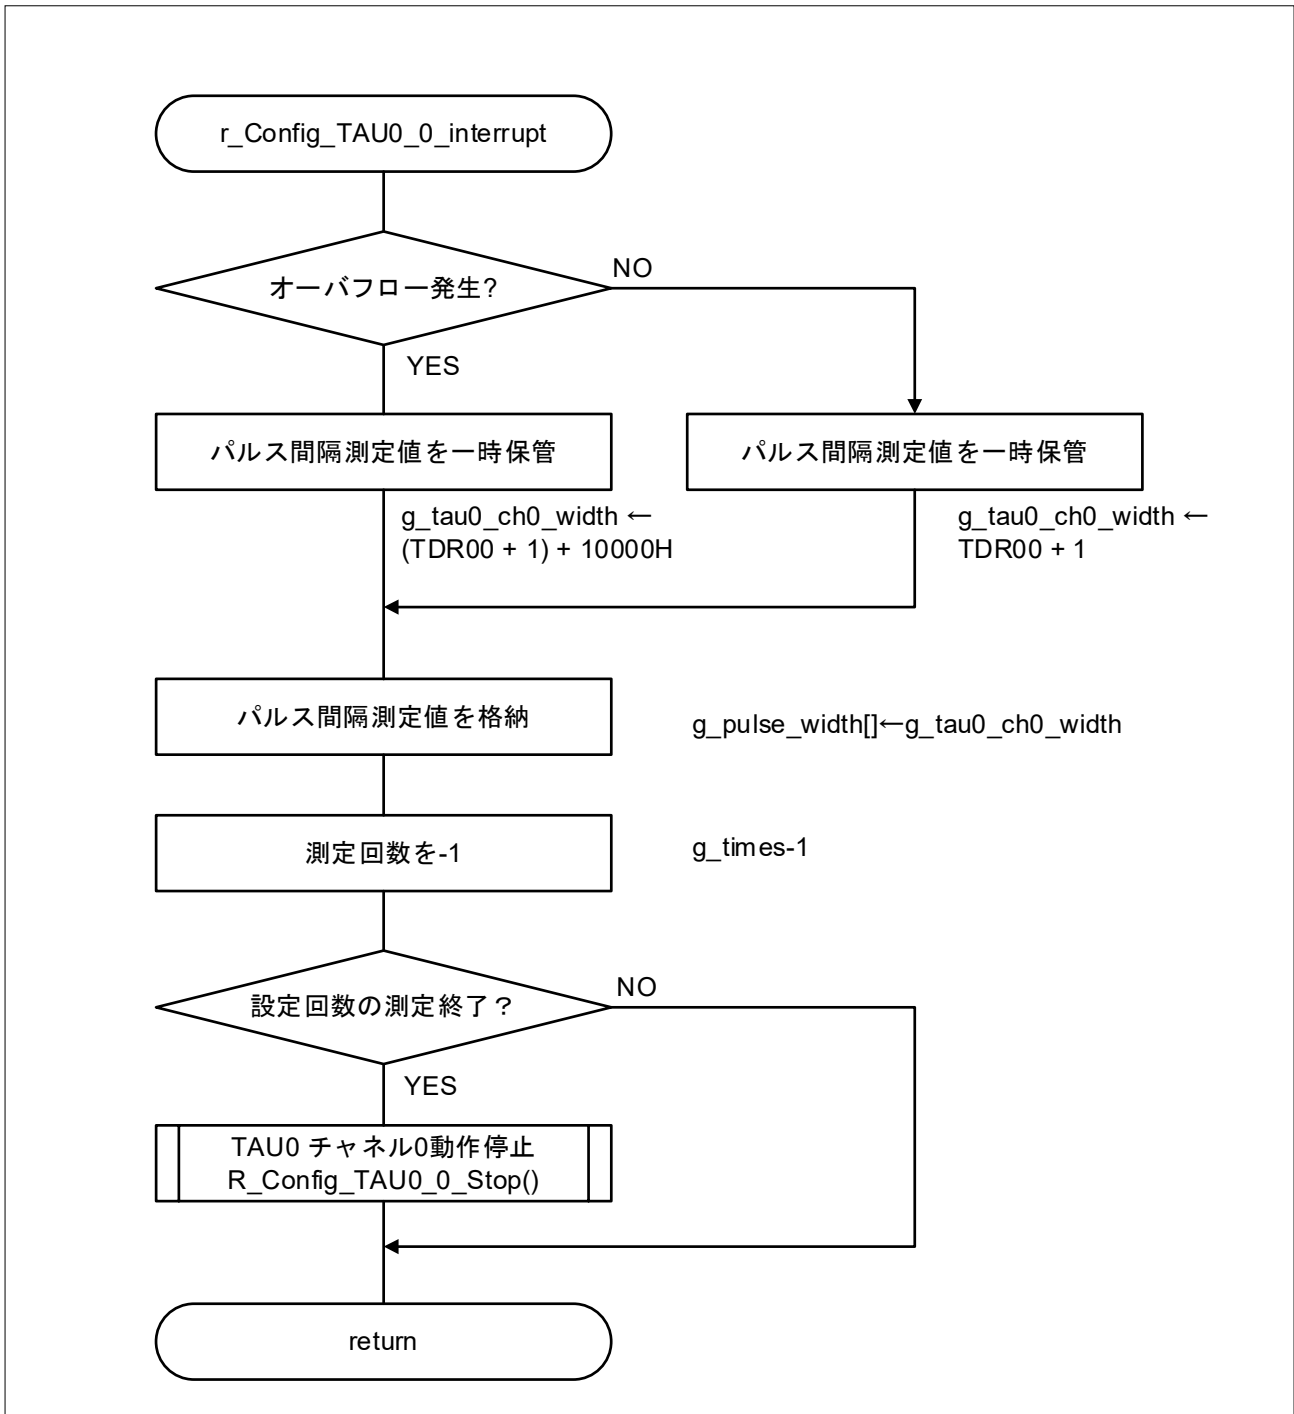 r_Config_TAU0_0_interrupt
オーバフロー発生?
NO
YES
パルス間隔測定値を一時保管
パルス間隔測定値を一時保管
g_tau0_ch0_width ←
(TDR00 + 1) + 10000H
g_tau0_ch0_width ←
TDR00 + 1
パルス間隔測定値を格納
g_pulse_width[]←g_tau0_ch0_width
測定回数を-1
g_times-1
設定回数の測定終了？
NO
YES
TAU0 チャネル0動作停止
R_Config_TAU0_0_Stop()
return